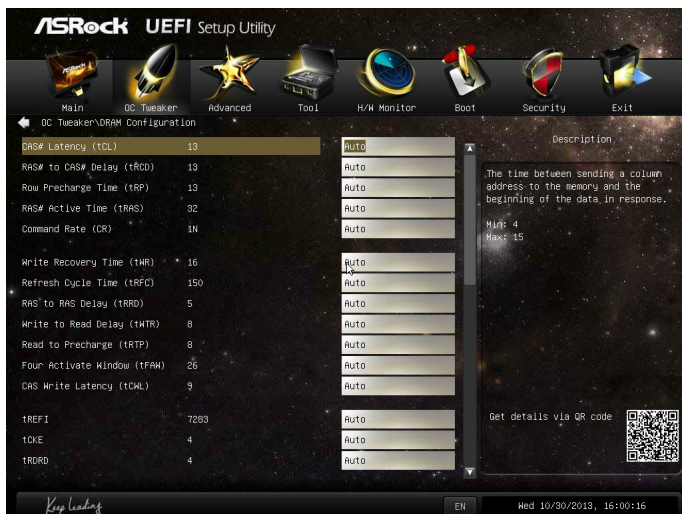 ASRock UEFI Setup Utility
Main OC Tweaker Advanced Tool H/W Monitor Boot Security Exit
OC Tweaker\DRAM Configuration
CAS# Latency (tCL) 13 Auto
RAS# to CAS# Delay (tRCD) 13 Auto
Row Precharge Time (tRP) 13 Auto
RAS# Active Time (tRAS) 32 Auto
Command Rate (CR) 1N Auto
Write Recovery Time (tWR) 16 Auto
Refresh Cycle Time (tRFC) 150 Auto
RAS to RAS Delay (tRRD) 5 Auto
Write to Read Delay (tWTR) 8 Auto
Read to Precharge (tRTP) 8 Auto
Four Activate Window (tFAW) 26 Auto
CAS Write Latency (tCWL) 9 Auto
tREFI 7283 Auto
tCKE 4 Auto
tRDRD 4 Auto
Description
The time between sending a column
address to the memory and the
beginning of the data in response.
Min: 4
Max: 15
Get details via QR code
Keep Leading
EN
Wed 10/30/2013, 16:00:16